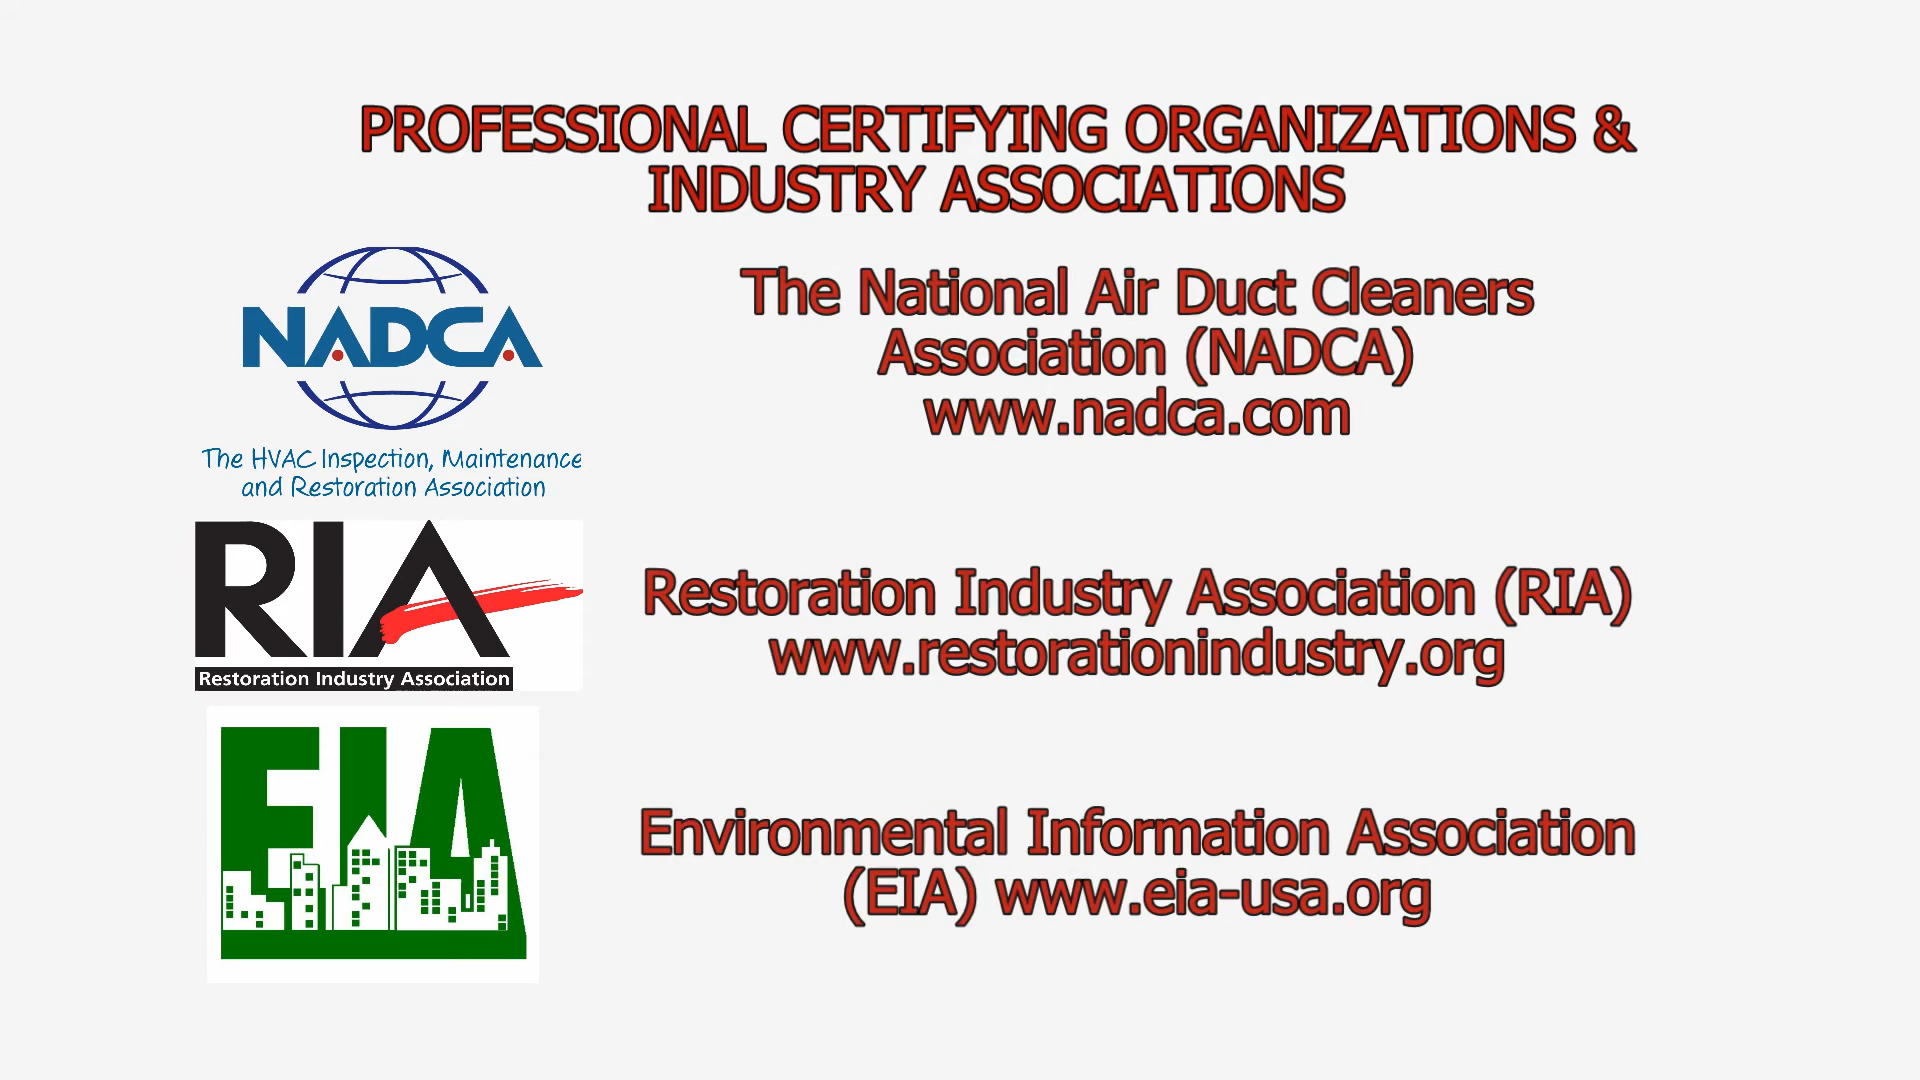 PROFESSIONAL CERTIFYING ORGANIZATIONS &
INDUSTRY ASSOCIATIONS
NADCA
The HVAC Inspection, Maintenance
and Restoration Association
The National Air Duct Cleaners
Association (NADCA)
www.nadca.com
RIA
Restoration Industry Association
Restoration Industry Association (RIA)
www.restorationindustry.org
EIA
Environmental Information Association
(EIA) www.eia-usa.org